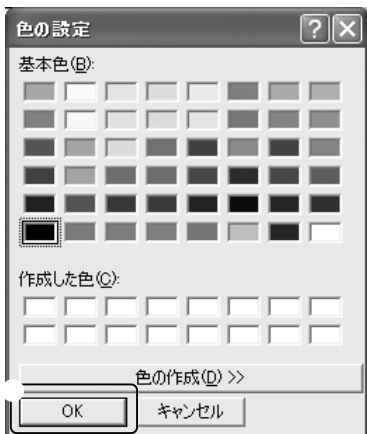 色の設定
基本色(B):
作成した色(C):
色の作成(D) >>
OK
キャンセル